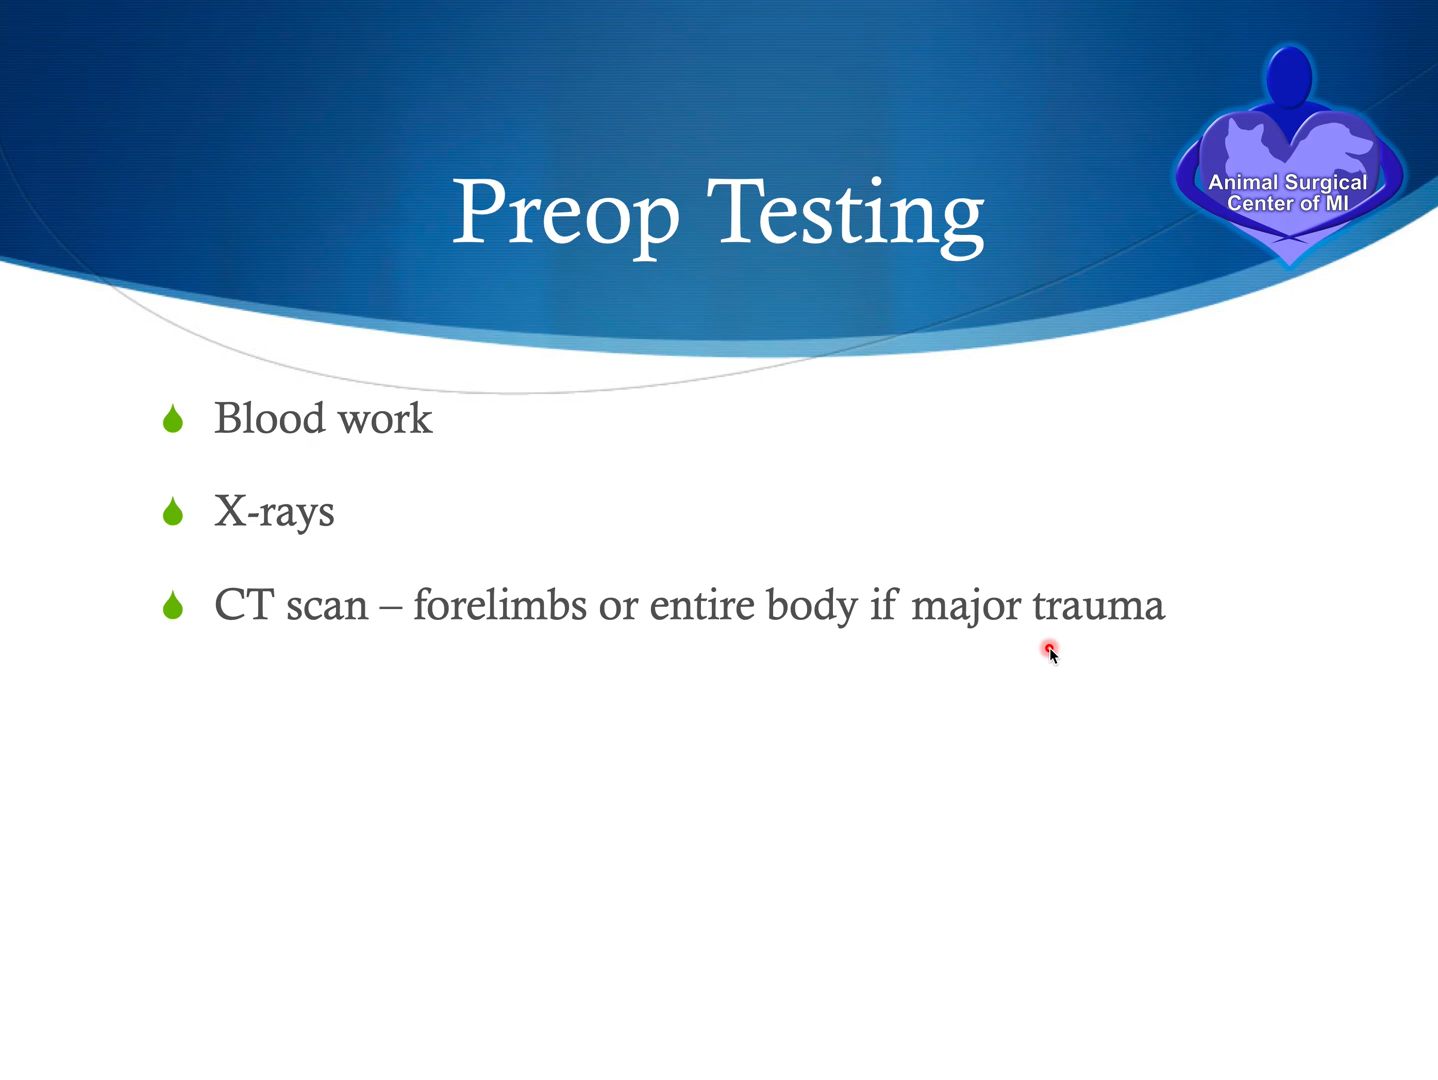 Animal Surgical
Center of MI
Preop Testing
Blood work
X-rays
CT scan – forelimbs or entire body if major trauma